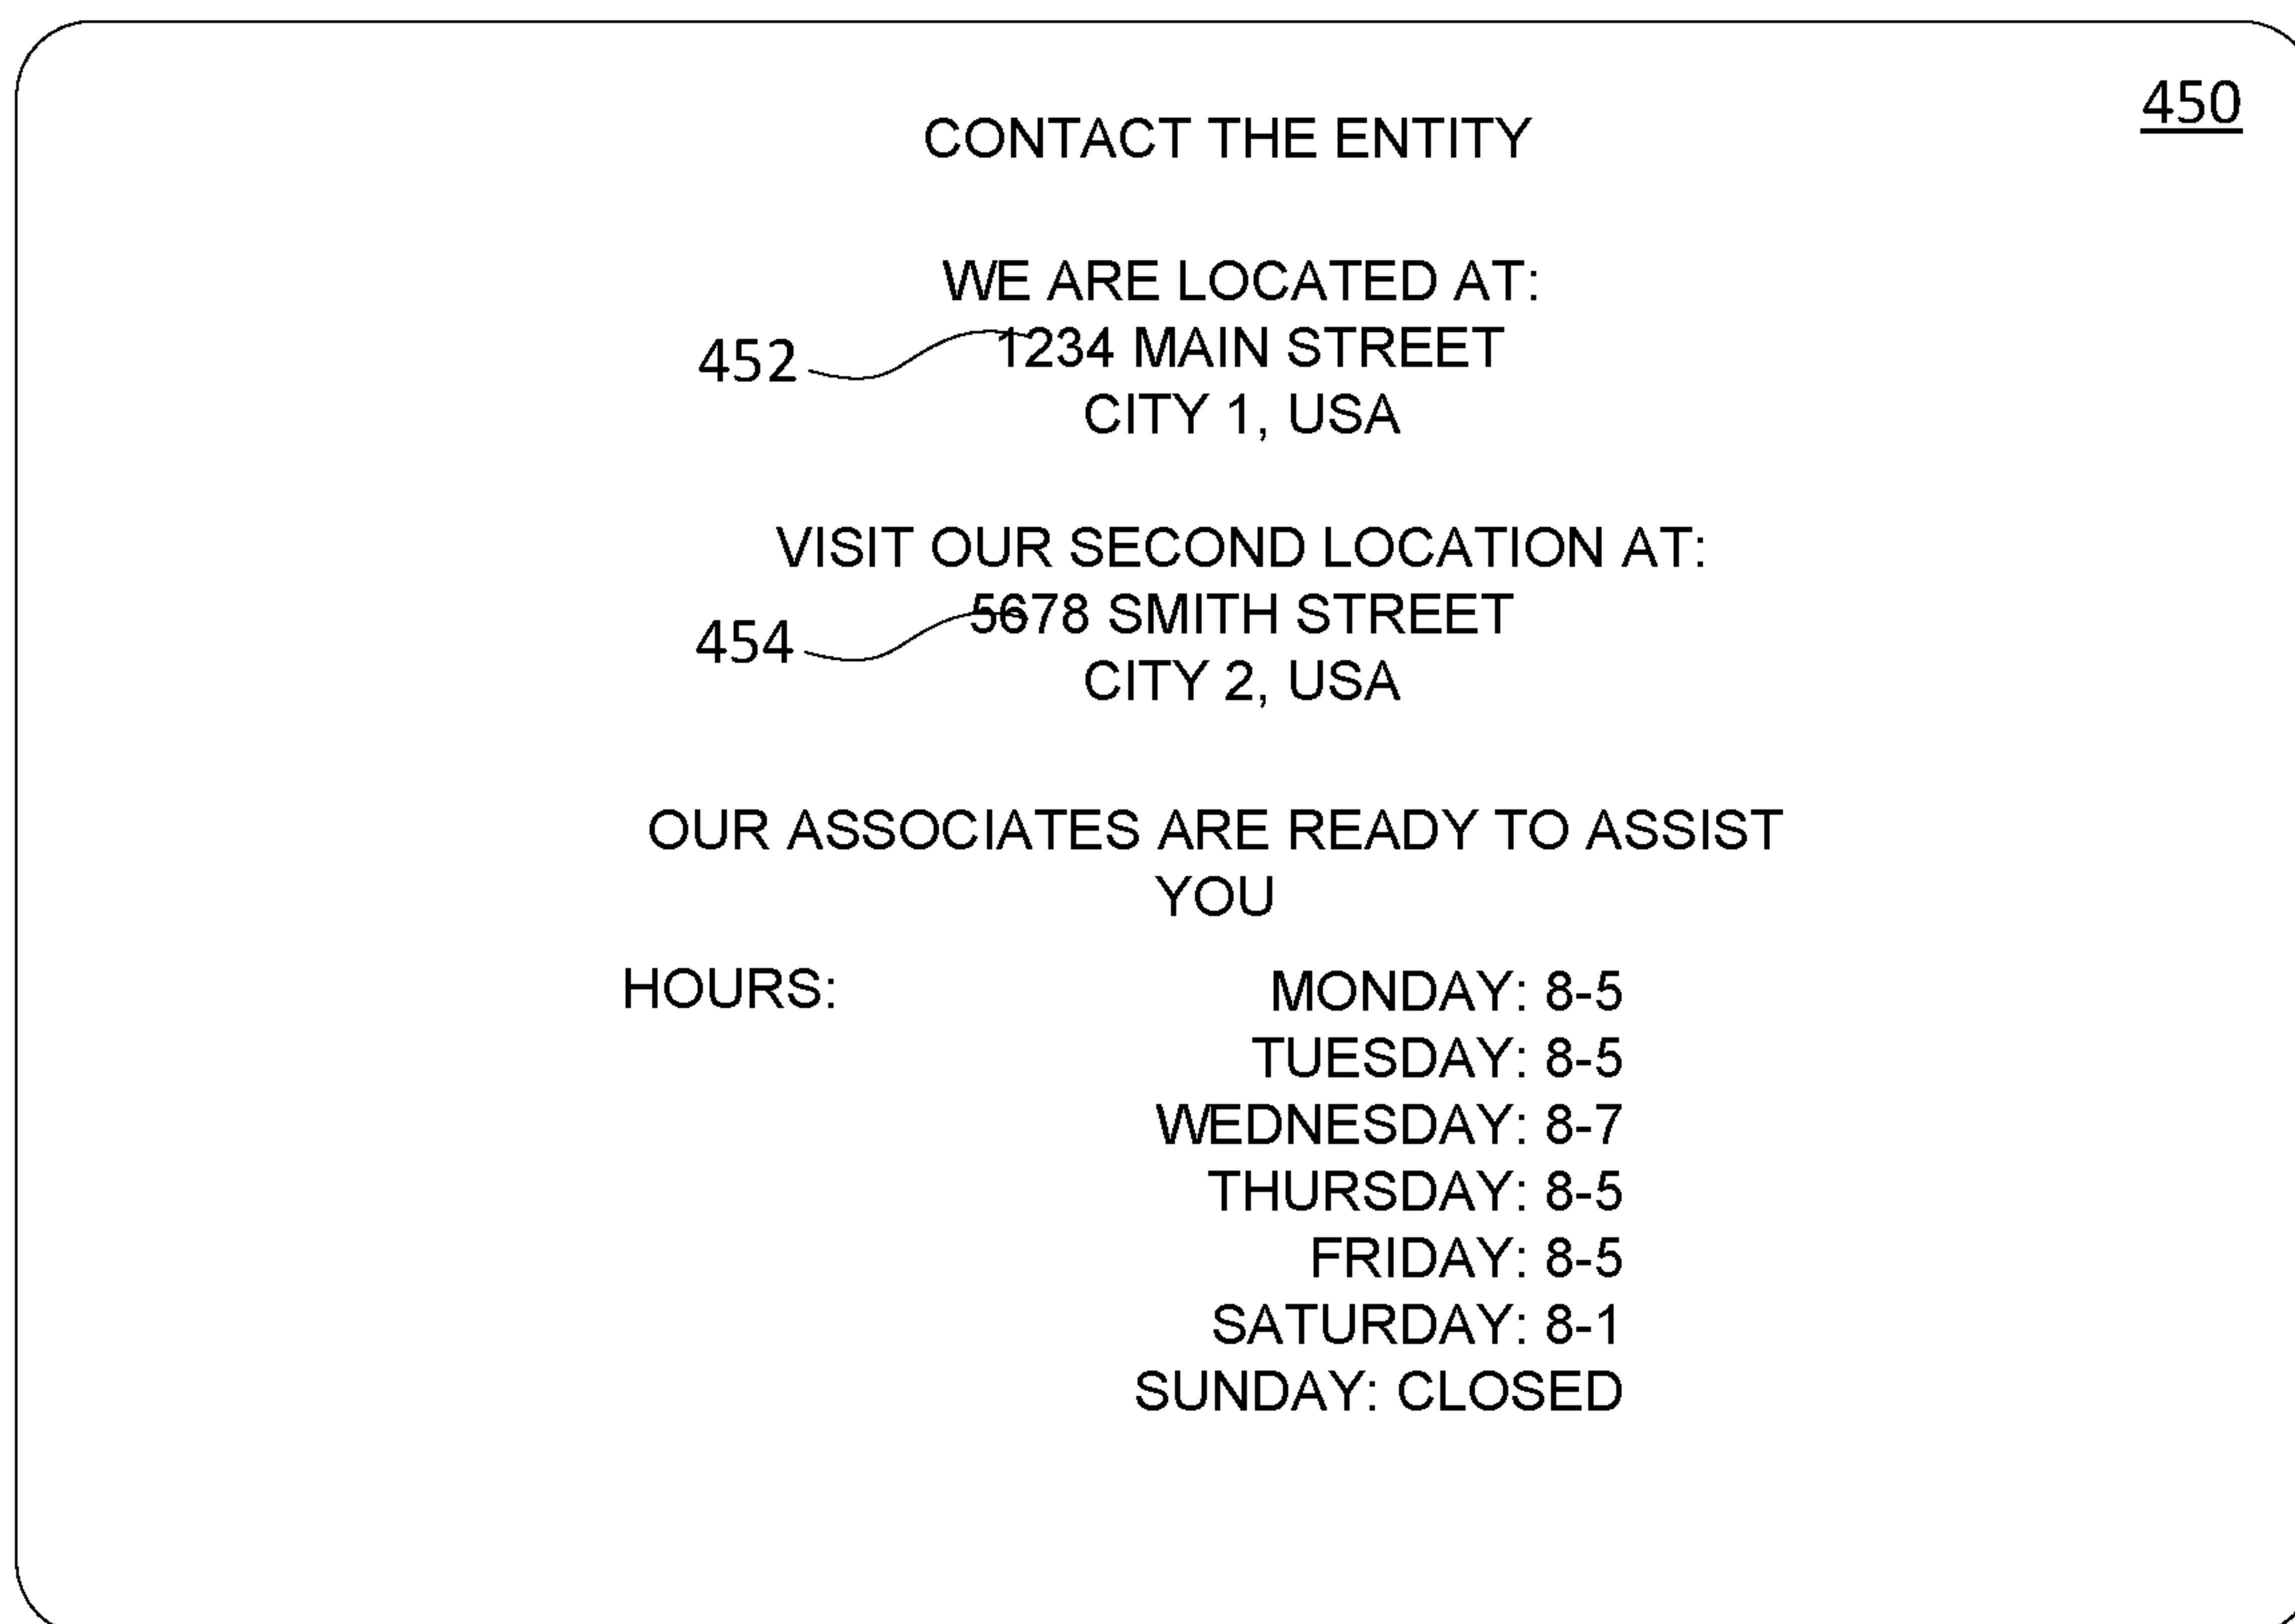 450
CONTACT THE ENTITY
WE ARE LOCATED AT:
452 1234 MAIN STREET
CITY 1, USA
VISIT OUR SECOND LOCATION AT:
454 5678 SMITH STREET
CITY 2, USA
OUR ASSOCIATES ARE READY TO ASSIST
YOU
HOURS: MONDAY: 8-5
TUESDAY: 8-5
WEDNESDAY: 8-7
THURSDAY: 8-5
FRIDAY: 8-5
SATURDAY: 8-1
SUNDAY: CLOSED